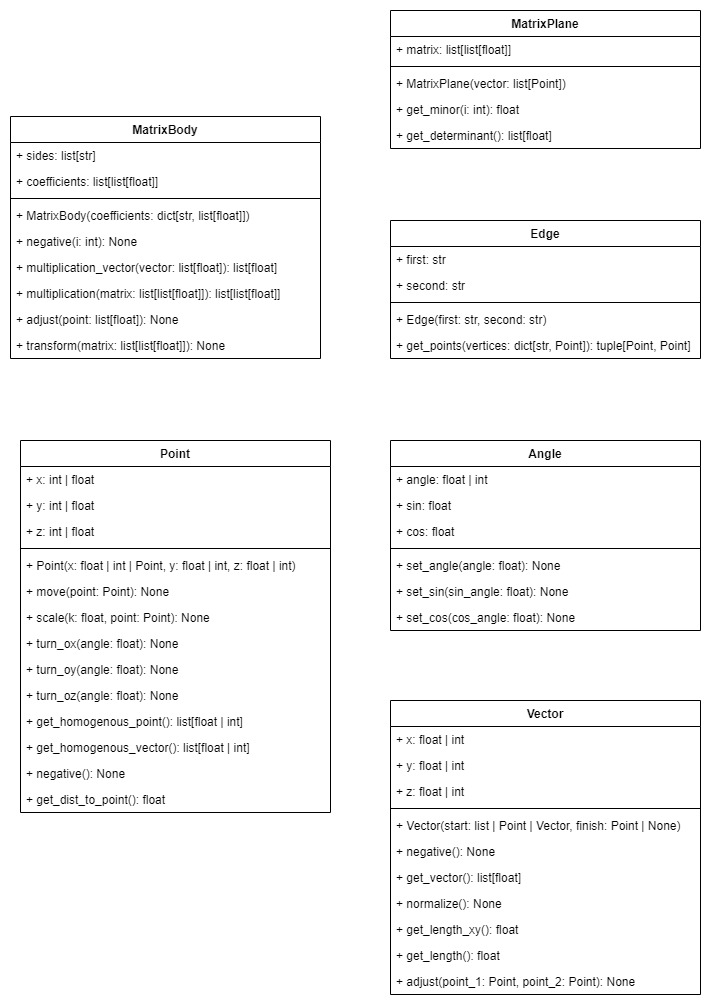 MatrixPlane
+ matrix: list[list[float]]
+ MatrixPlane(vector: list[Point])
+ get_minor(i: int): float
+ get_determinant(): list[float]
MatrixBody
+ sides: list[str]
+ coefficients: list[list[float]]
+ MatrixBody(coefficients: dict[str, list[float]])
+ negative(i: int): None
+ multiplication_vector(vector: list[float]): list[float]
+ multiplication(matrix: list[list[float]]): list[list[float]]
+ adjust(point: list[float]): None
+ transform(matrix: list[list[float]]): None
Edge
+ first: str
+ second: str
+ Edge(first: str, second: str)
+ get_points(vertices: dict[str, Point]): tuple[Point, Point]
Point
+ x: int | float
+ y: int | float
+ z: int | float
+ Point(x: float | int | Point, y: float | int, z: float | int)
+ move(point: Point): None
+ scale(k: float, point: Point): None
+ turn_ox(angle: float): None
+ turn_oy(angle: float): None
+ turn_oz(angle: float): None
+ get_homogenous_point(): list[float | int]
+ get_homogenous_vector(): list[float | int]
+ negative(): None
+ get_dist_to_point(): float
Angle
+ angle: float | int
+ sin: float
+ cos: float
+ set_angle(angle: float): None
+ set_sin(sin_angle: float): None
+ set_cos(cos_angle: float): None
Vector
+ x: float | int
+ y: float | int
+ z: float | int
+ Vector(start: list | Point | Vector, finish: Point | None)
+ negative(): None
+ get_vector(): list[float]
+ normalize(): None
+ get_length_xy(): float
+ get_length(): float
+ adjust(point_1: Point, point_2: Point): None